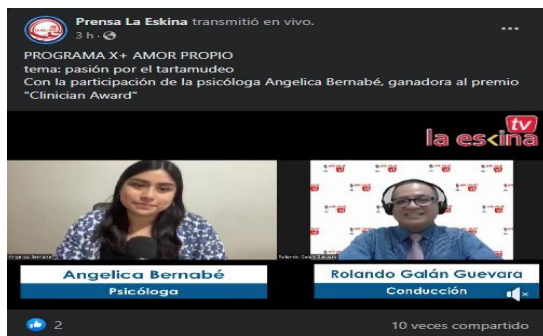 Prensa La Eskina transmitió en vivo.
3 h ·
PROGRAMA X+ AMOR PROPIO
tema: pasión por el tartamudeo
Con la participación de la psicóloga Angelica Bernabé, ganadora al premio
"Clinician Award"
tv
la eskina
Angelica Bernabé
Psicóloga
Rolando Galán Guevara
Conducción
2
10 veces compartido